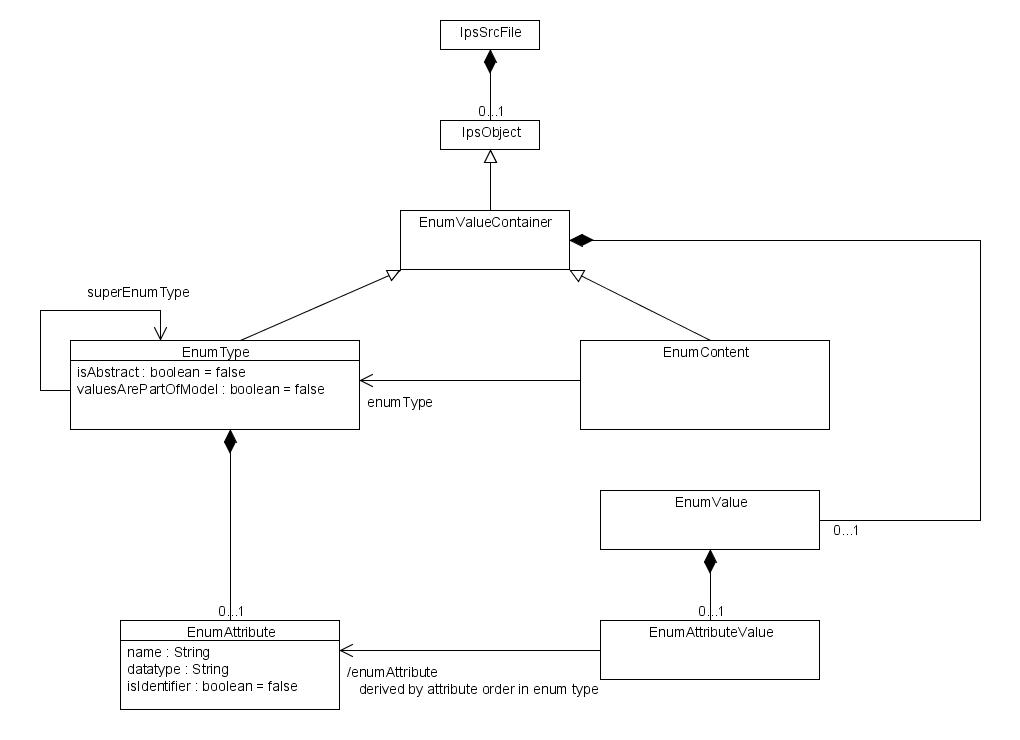 IpsSrcFile
0...1
IpsObject
EnumValueContainer
superEnumType
EnumType
isAbstract : boolean = false
valuesArePartOfModel : boolean = false
EnumContent
enumType
EnumValue
0...1
0...1
EnumAttribute
name : String
datatype : String
isIdentifier : boolean = false
0...1
EnumAttributeValue
/enumAttribute
derived by attribute order in enum type